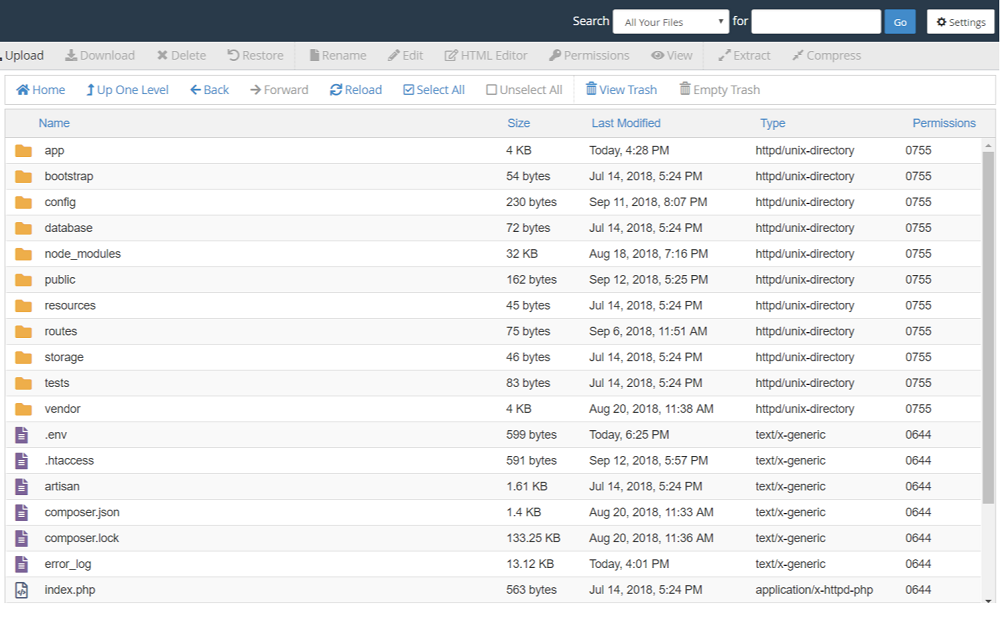 Search All Your Files for Go Settings
Upload Download Delete Restore Rename Edit HTML Editor Permissions View Extract Compress
Home Up One Level Back Forward Reload Select All Unselect All View Trash Empty Trash
Name Size Last Modified Type Permissions
app 4 KB Today, 4:28 PM httpd/unix-directory 0755
bootstrap 54 bytes Jul 14, 2018, 5:24 PM httpd/unix-directory 0755
config 230 bytes Sep 11, 2018, 8:07 PM httpd/unix-directory 0755
database 72 bytes Jul 14, 2018, 5:24 PM httpd/unix-directory 0755
node_modules 32 KB Aug 18, 2018, 7:16 PM httpd/unix-directory 0755
public 162 bytes Sep 12, 2018, 5:25 PM httpd/unix-directory 0755
resources 45 bytes Jul 14, 2018, 5:24 PM httpd/unix-directory 0755
routes 75 bytes Sep 6, 2018, 11:51 AM httpd/unix-directory 0755
storage 46 bytes Jul 14, 2018, 5:24 PM httpd/unix-directory 0755
tests 83 bytes Jul 14, 2018, 5:24 PM httpd/unix-directory 0755
vendor 4 KB Aug 20, 2018, 11:38 AM httpd/unix-directory 0755
.env 599 bytes Today, 6:25 PM text/x-generic 0644
.htaccess 591 bytes Sep 12, 2018, 5:57 PM text/x-generic 0644
artisan 1.61 KB Jul 14, 2018, 5:24 PM text/x-generic 0644
composer.json 1.4 KB Aug 20, 2018, 11:33 AM text/x-generic 0644
composer.lock 133.25 KB Aug 20, 2018, 11:36 AM text/x-generic 0644
error_log 13.12 KB Today, 4:01 PM text/x-generic 0644
index.php 563 bytes Jul 14, 2018, 5:24 PM application/x-httpd-php 0644